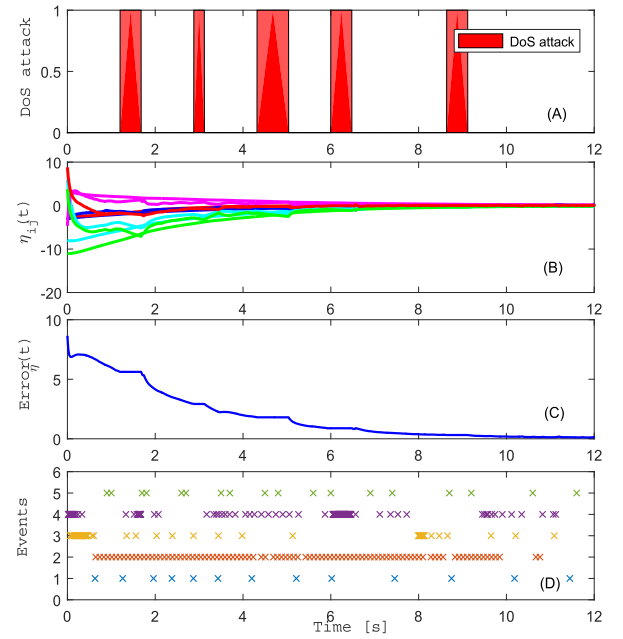 1
0.5
0
DoS attack
DoS attack
(A)
0 2 4 6 8 10 12
10
0
-10
-20
η_ij(t)
(B)
0 2 4 6 8 10 12
10
5
0
Error_η(t)
(C)
0 2 4 6 8 10 12
6
5
4
3
2
1
0
Events
(D)
0 2 4 6 8 10 12
Time [s]